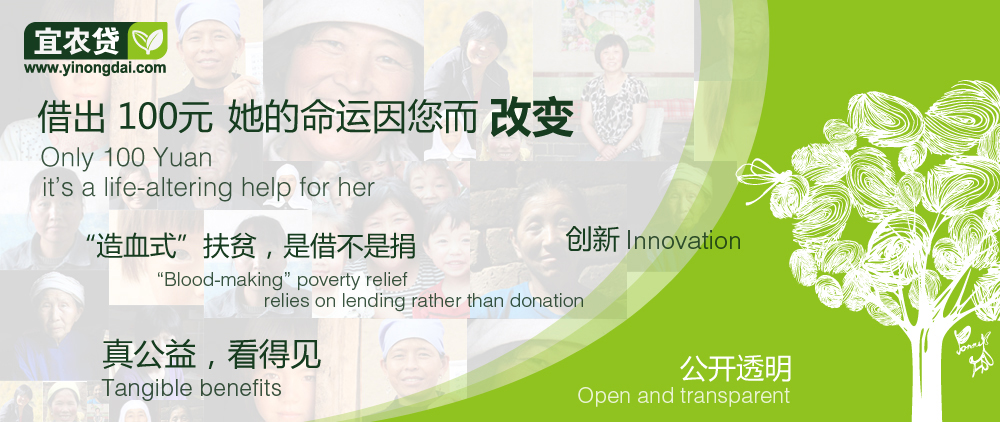 宜农贷
www.yinongdai.com
借出 100元 她的命运因您而 改变
Only 100 Yuan
it's a life-altering help for her
“造血式”扶贫，是借不是捐
“Blood-making” poverty relief
relies on lending rather than donation
创新 Innovation
真公益，看得见
Tangible benefits
公开透明
Open and transparent